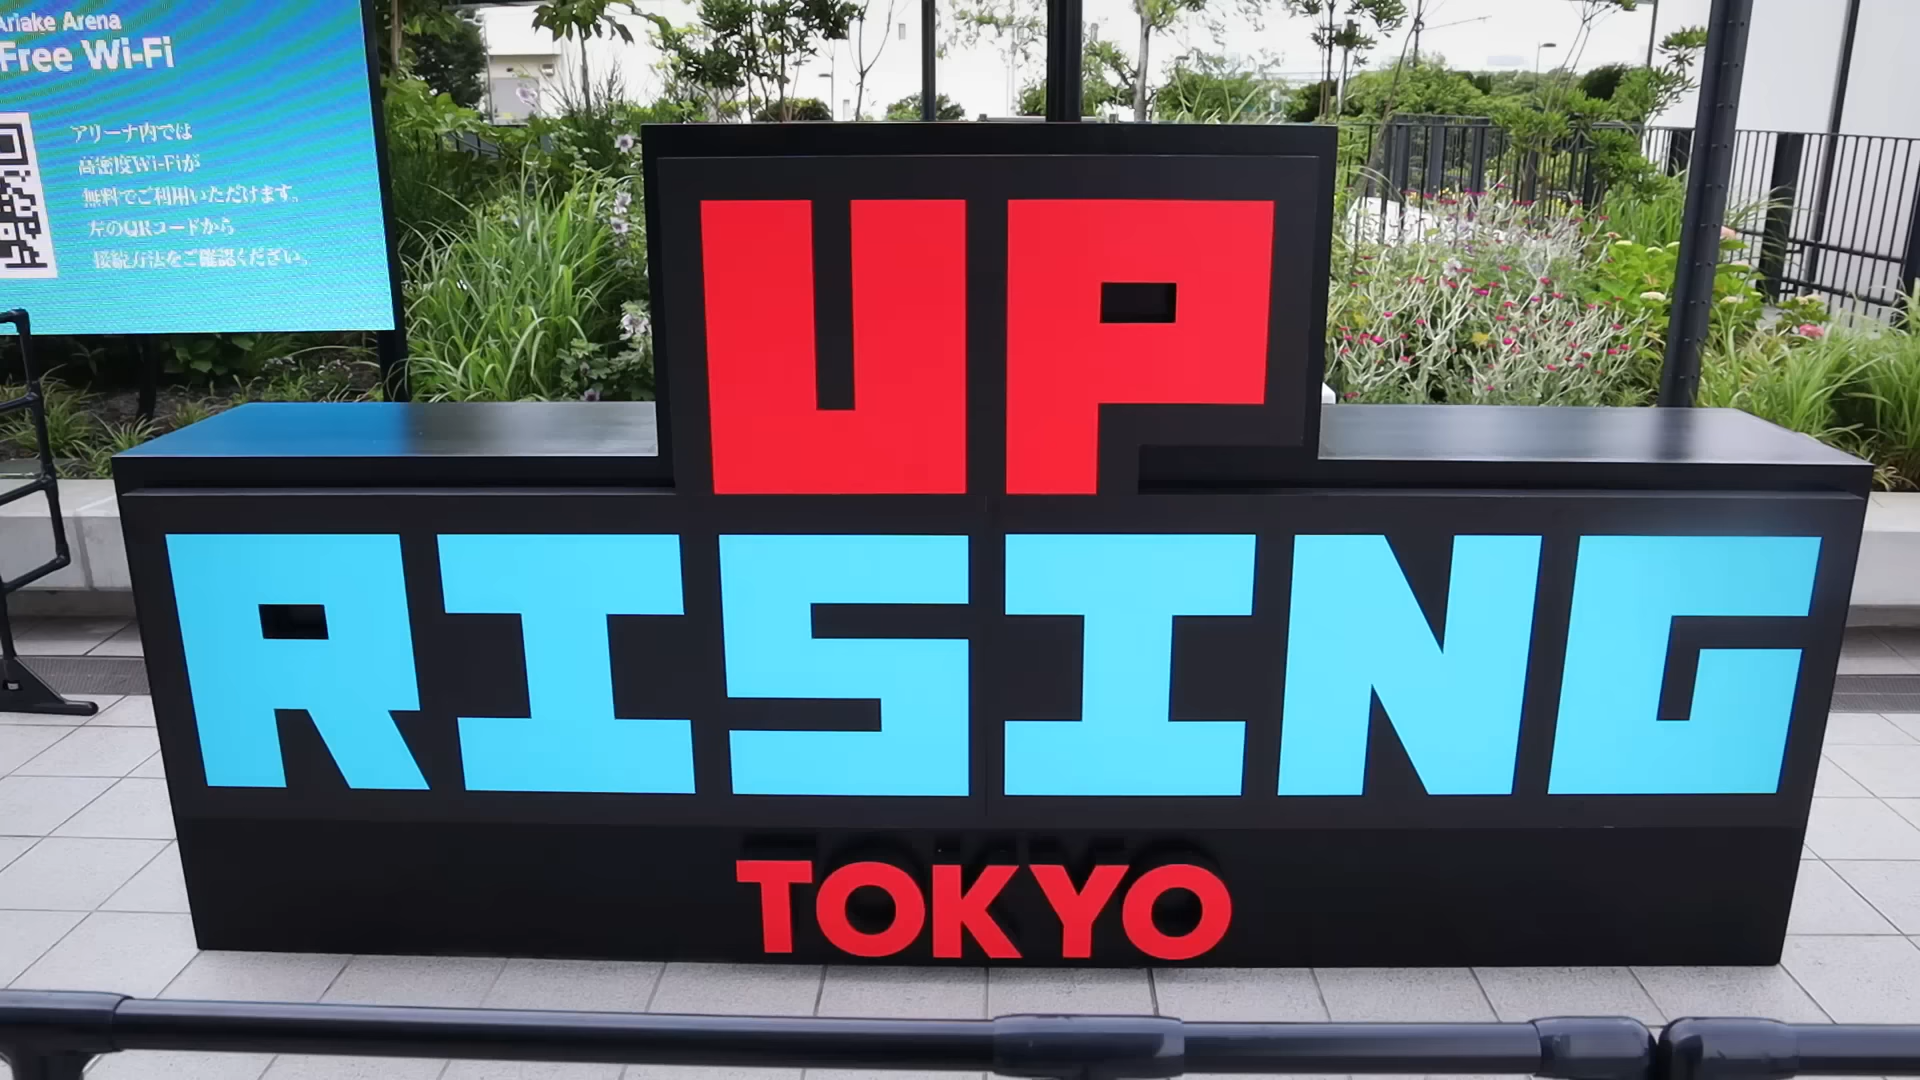 Ariake Arena
Free Wi-Fi
アリーナ内では
高密度Wi-Fiが
無料でご利用いただけます。
左のQRコードから
接続方法をご確認ください。
UP
RISING
TOKYO